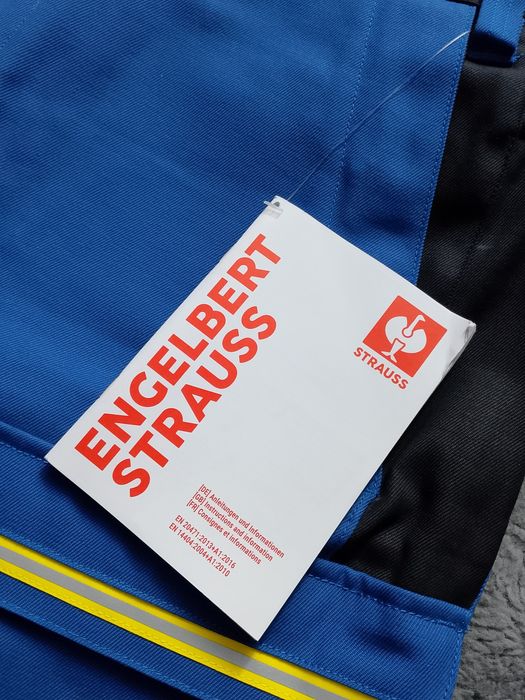 ENGELBERT
STRAUSS
STRAUSS
[DE] Anleitungen und Informationen
[GB] Instructions and information
[FR] Consignes et informations
EN 20471:2013+A1:2016
EN 14404:2004+A1:2010